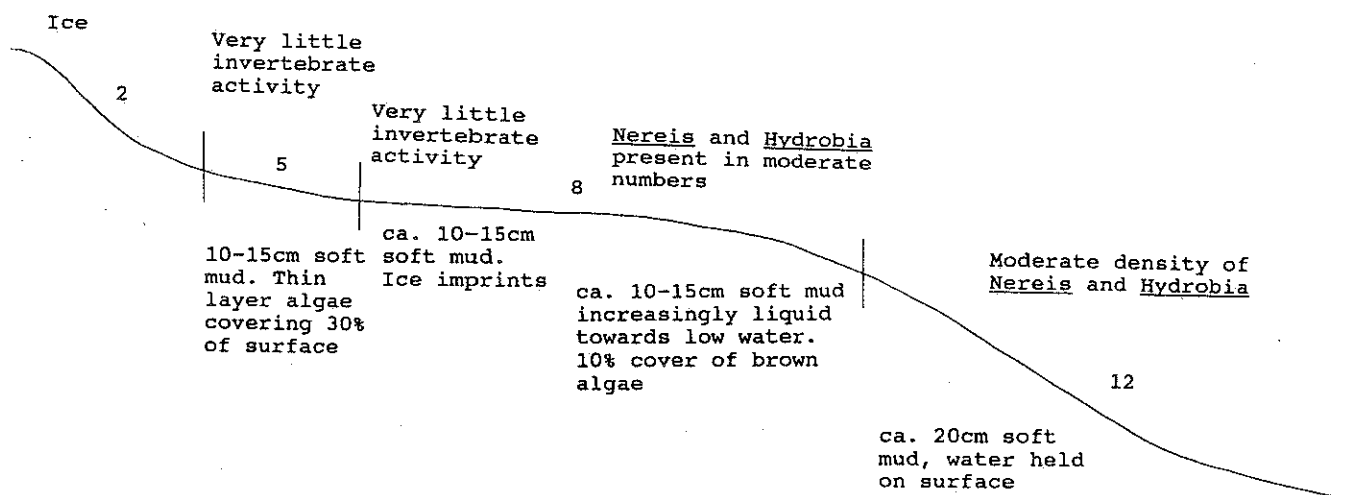 Ice
2
Very little
invertebrate
activity
5
Very little
invertebrate
activity
8
Nereis and Hydrobia
present in moderate
numbers
10-15cm soft
mud. Thin
layer algae
covering 30%
of surface
ca. 10-15cm
soft mud.
Ice imprints
ca. 10-15cm soft mud
increasingly liquid
towards low water.
10% cover of brown
algae
Moderate density of
Nereis and Hydrobia
12
ca. 20cm soft
mud, water held
on surface